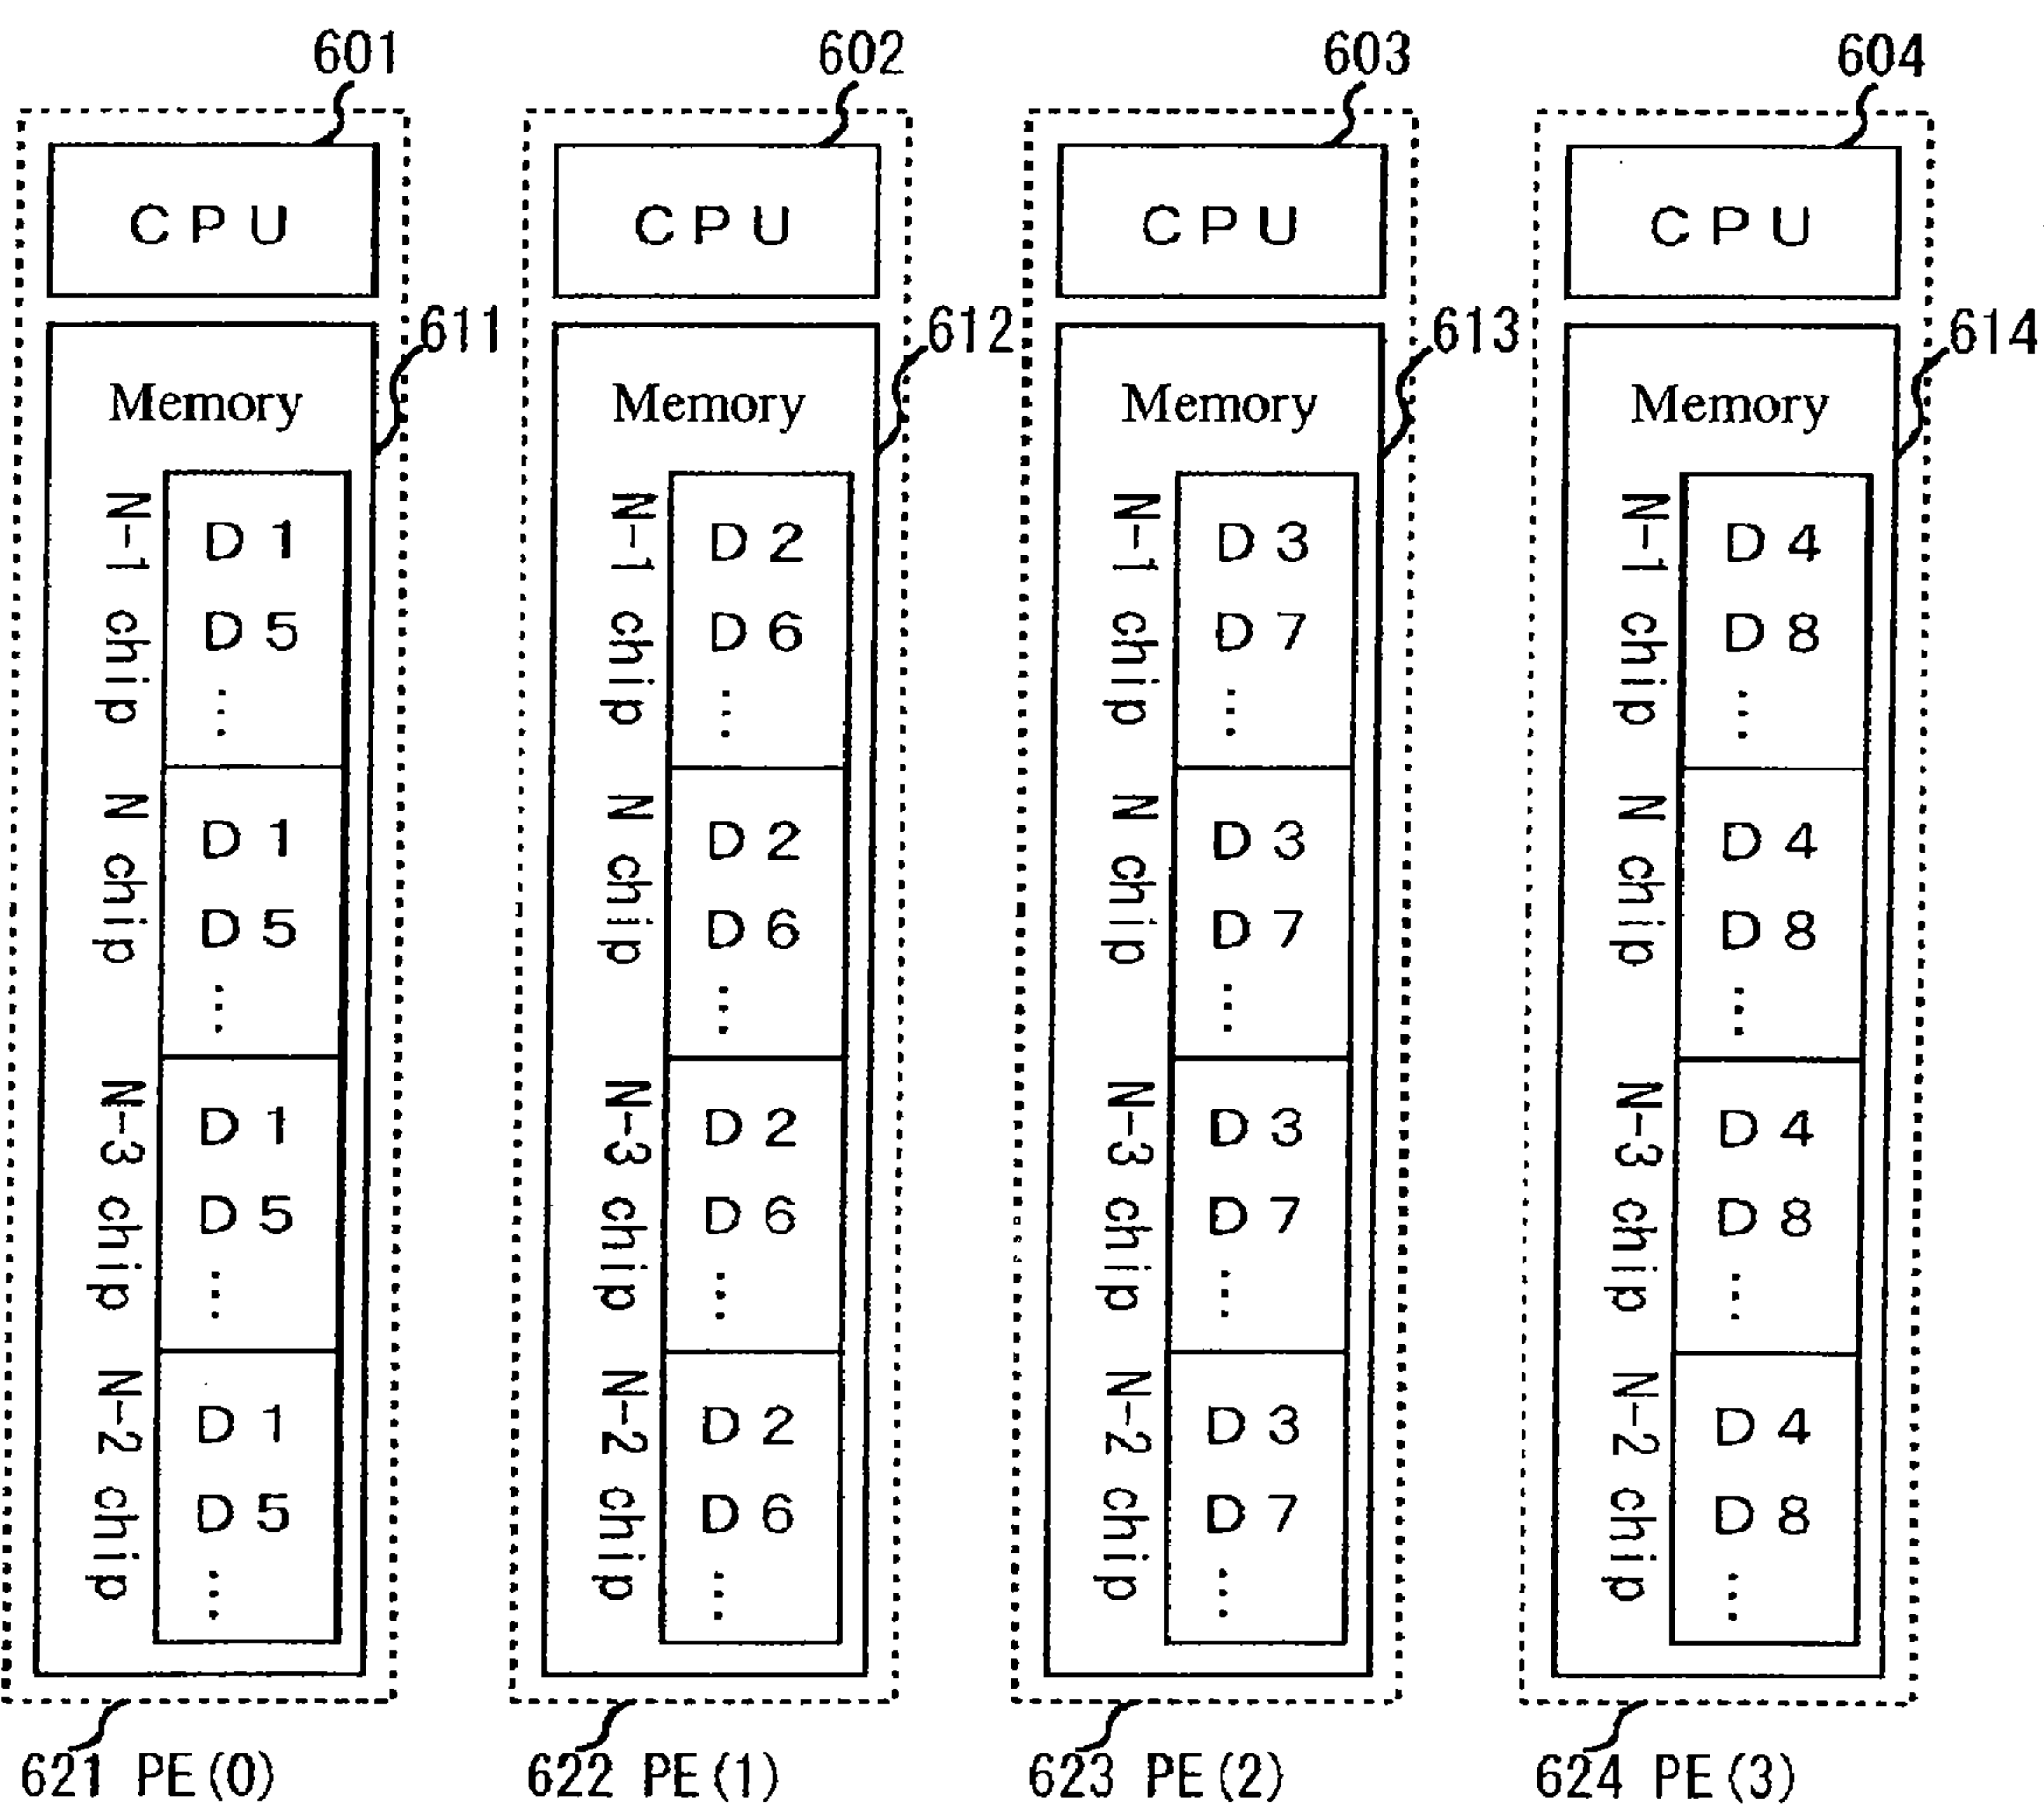 601
CPU
611
Memory
N-1 chip
D1
D5
⋮
N chip
D1
D5
⋮
N-3 chip
D1
D5
⋮
N-2 chip
D1
D5
⋮
621 PE(0)
602
CPU
612
Memory
N-1 chip
D2
D6
⋮
N chip
D2
D6
⋮
N-3 chip
D2
D6
⋮
N-2 chip
D2
D6
⋮
622 PE(1)
603
CPU
613
Memory
N-1 chip
D3
D7
⋮
N chip
D3
D7
⋮
N-3 chip
D3
D7
⋮
N-2 chip
D3
D7
⋮
623 PE(2)
604
CPU
614
Memory
N-1 chip
D4
D8
⋮
N chip
D4
D8
⋮
N-3 chip
D4
D8
⋮
N-2 chip
D4
D8
⋮
624 PE(3)